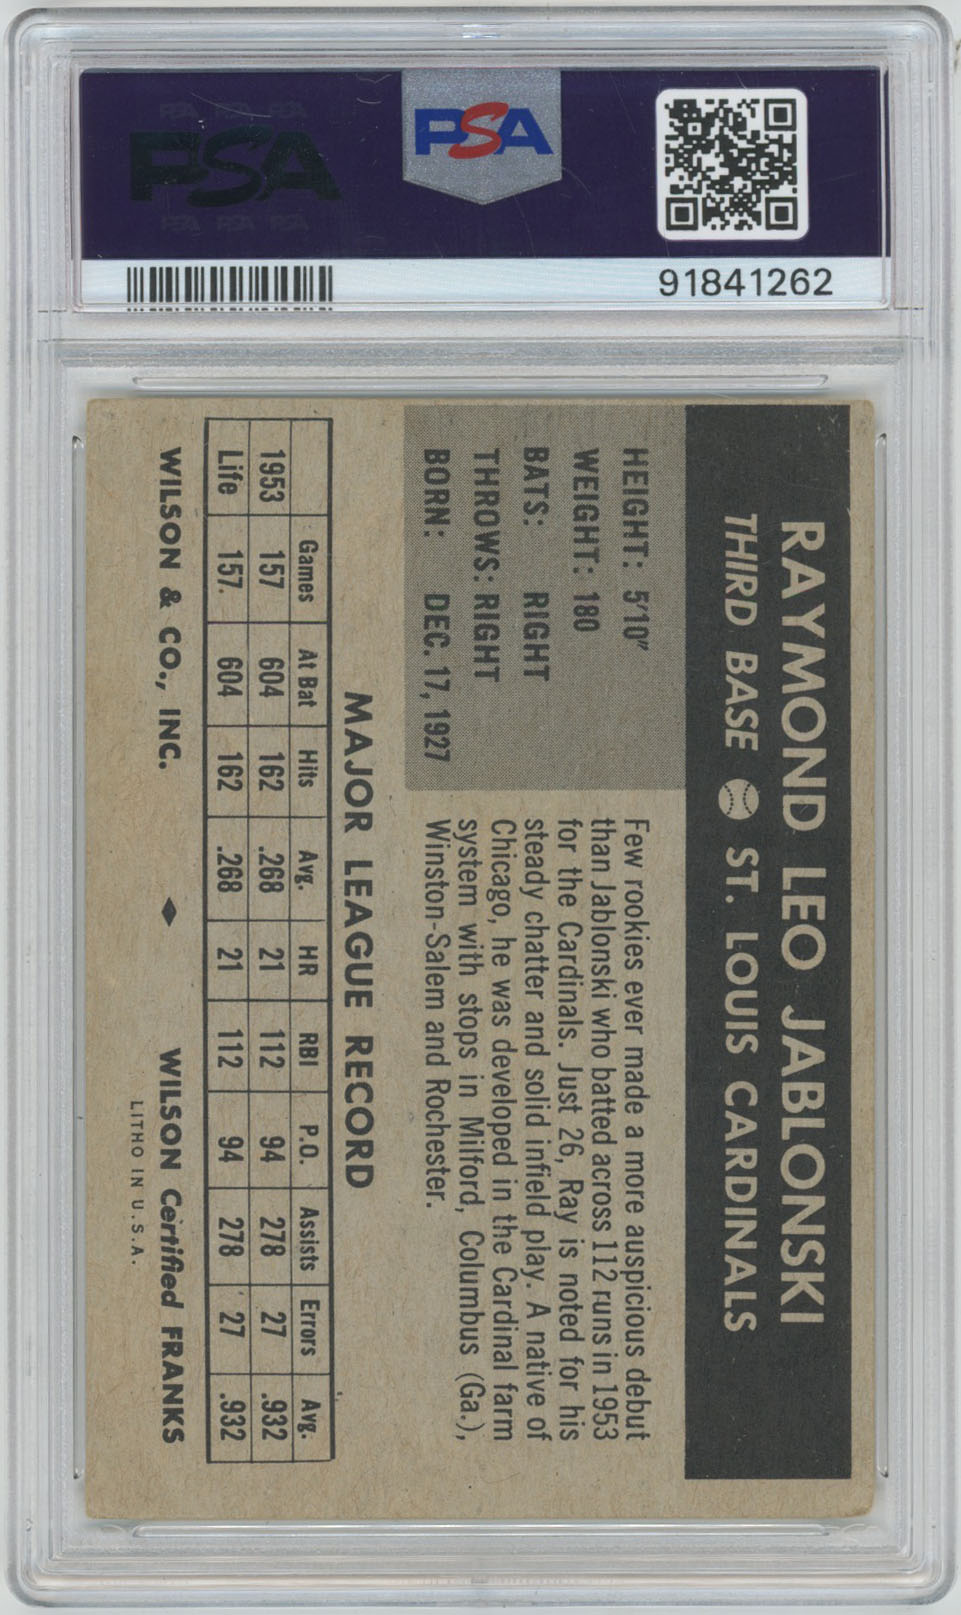 PSA PSA PSA
PSA
PSA PSA PSA
PSA
91841262
RAYMOND LEO JABLONSKI
THIRD BASE ST. LOUIS CARDINALS
HEIGHT: 5'10"
WEIGHT: 180
BATS: RIGHT
THROWS: RIGHT
BORN: DEC. 17, 1927
Few rookies ever made a more auspicious debut
than Jablonski who batted across 112 runs in 1953
for the Cardinals. Just 26, Ray is noted for his
steady chatter and solid infield play. A native of
Chicago, he was developed in the Cardinal farm
system with stops in Milford, Columbus (Ga.),
Winston-Salem and Rochester.
MAJOR LEAGUE RECORD
Games At Bat Hits Avg. HR RBI P.O. Assists Errors Avg.
1953 157 604 162 .268 21 112 94 278 27 .932
Life 157. 604 162 .268 21 112 94 278 27 .932
WILSON & CO., INC. ♦ WILSON Certified FRANKS
LITHO IN U.S.A.